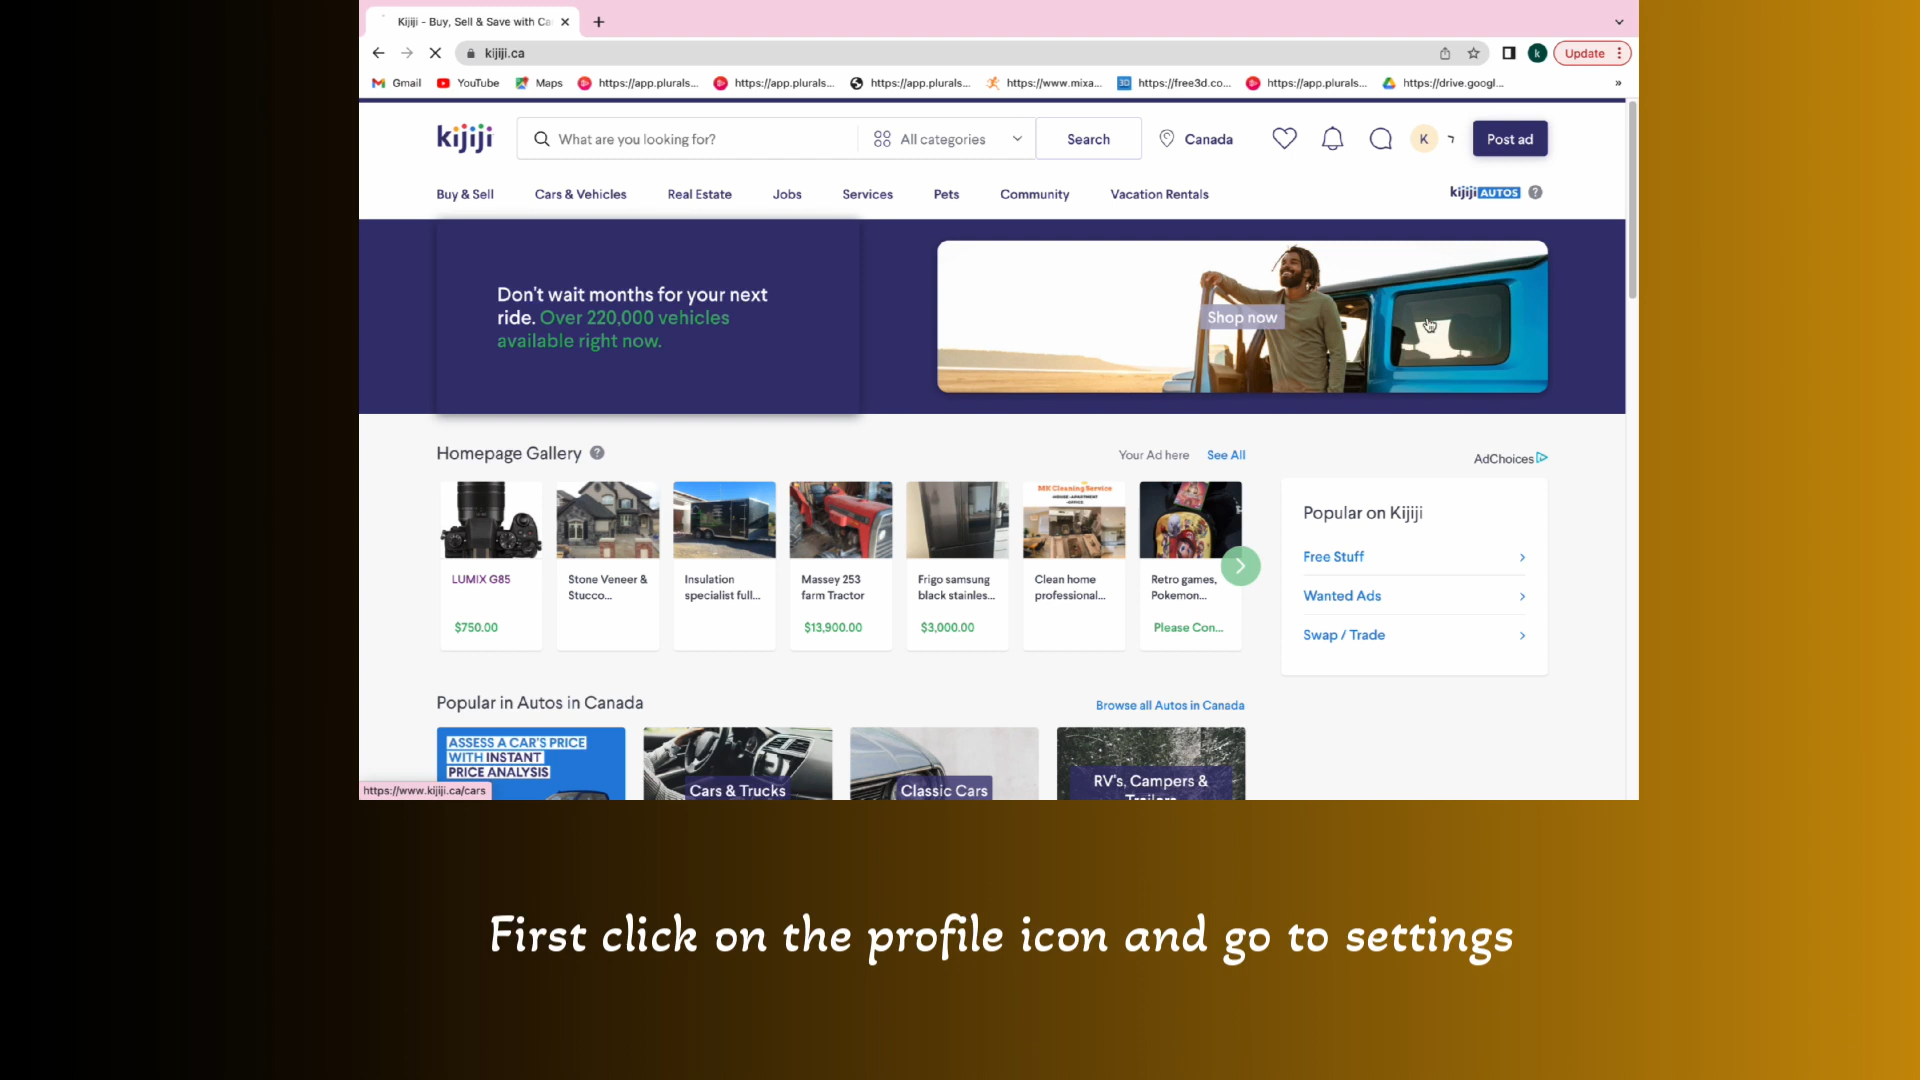 Kijiji - Buy, Sell & Save with Ca
kijiji.ca
k
Update
Gmail
YouTube
Maps
https://app.plurals...
https://app.plurals...
https://app.plurals...
https://www.mixa...
3D
https://free3d.co...
https://app.plurals...
https://drive.googl...
»
kijiji
What are you looking for?
All categories
Search
Canada
K
Post ad
Buy & Sell
Cars & Vehicles
Real Estate
Jobs
Services
Pets
Community
Vacation Rentals
kijiji AUTOS
?
Don't wait months for your next
ride. Over 220,000 vehicles
available right now.
Shop now
Homepage Gallery ?
Your Ad here
See All
AdChoices
MK Cleaning Service
LUMIX G85
$750.00
Stone Veneer &
Stucco...
Insulation
specialist full...
Massey 253
farm Tractor
$13,900.00
Frigo samsung
black stainles...
$3,000.00
Clean home
professional...
Retro games,
Pokemon...
Please Con...
Popular on Kijiji
Free Stuff
Wanted Ads
Swap / Trade
Popular in Autos in Canada
Browse all Autos in Canada
ASSESS A CAR'S PRICE
WITH INSTANT
PRICE ANALYSIS
Cars & Trucks
Classic Cars
RV's, Campers &
Trailers
https://www.kijiji.ca/cars
First click on the profile icon and go to settings